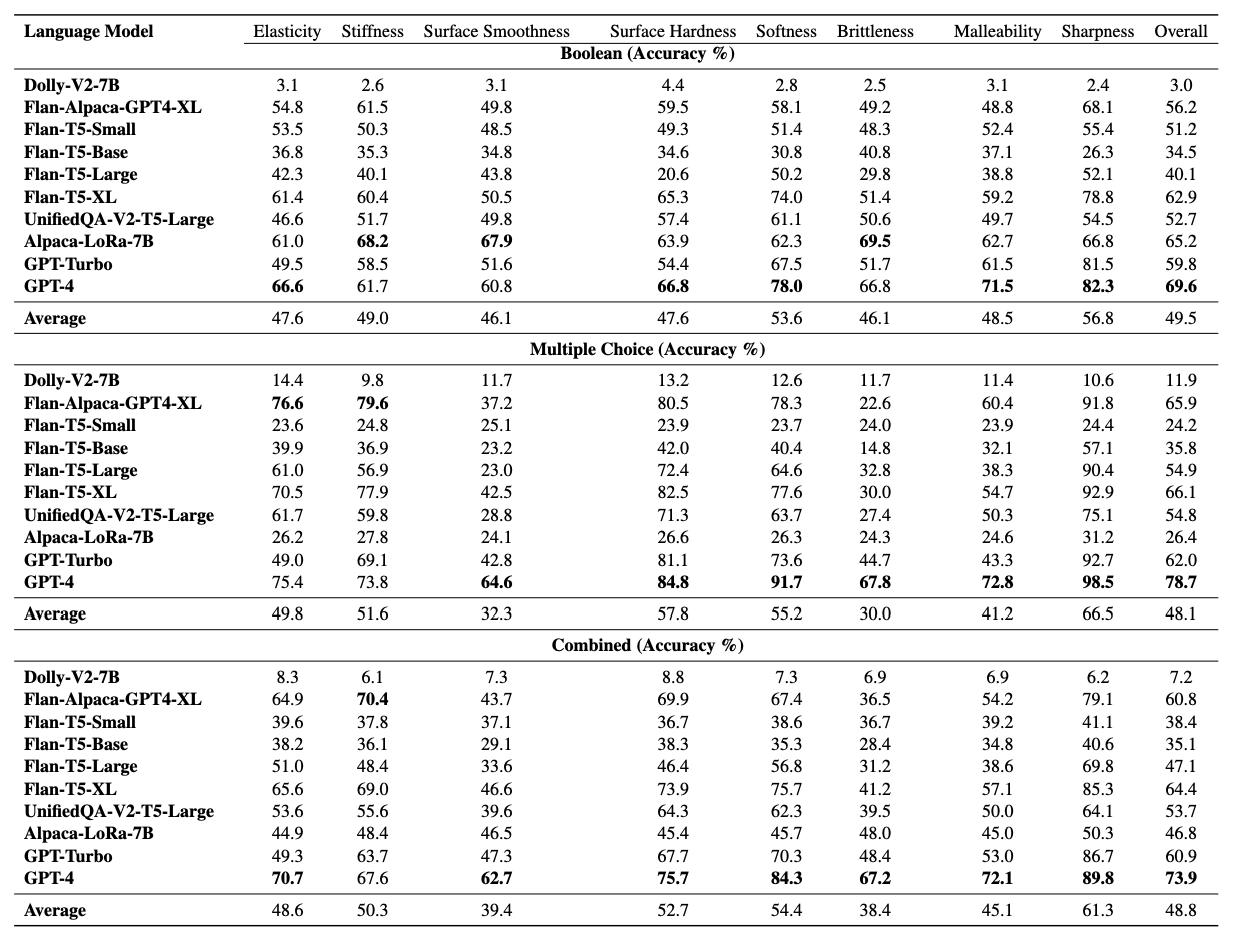 Language Model Elasticity Stiffness Surface Smoothness Surface Hardness Softness Brittleness Malleability Sharpness Overall
Boolean (Accuracy %)
Dolly-V2-7B 3.1 2.6 3.1 4.4 2.8 2.5 3.1 2.4 3.0
Flan-Alpaca-GPT4-XL 54.8 61.5 49.8 59.5 58.1 49.2 48.8 68.1 56.2
Flan-T5-Small 53.5 50.3 48.5 49.3 51.4 48.3 52.4 55.4 51.2
Flan-T5-Base 36.8 35.3 34.8 34.6 30.8 40.8 37.1 26.3 34.5
Flan-T5-Large 42.3 40.1 43.8 20.6 50.2 29.8 38.8 52.1 40.1
Flan-T5-XL 61.4 60.4 50.5 65.3 74.0 51.4 59.2 78.8 62.9
UnifiedQA-V2-T5-Large 46.6 51.7 49.8 57.4 61.1 50.6 49.7 54.5 52.7
Alpaca-LoRa-7B 61.0 68.2 67.9 63.9 62.3 69.5 62.7 66.8 65.2
GPT-Turbo 49.5 58.5 51.6 54.4 67.5 51.7 61.5 81.5 59.8
GPT-4 66.6 61.7 60.8 66.8 78.0 66.8 71.5 82.3 69.6
Average 47.6 49.0 46.1 47.6 53.6 46.1 48.5 56.8 49.5
Multiple Choice (Accuracy %)
Dolly-V2-7B 14.4 9.8 11.7 13.2 12.6 11.7 11.4 10.6 11.9
Flan-Alpaca-GPT4-XL 76.6 79.6 37.2 80.5 78.3 22.6 60.4 91.8 65.9
Flan-T5-Small 23.6 24.8 25.1 23.9 23.7 24.0 23.9 24.4 24.2
Flan-T5-Base 39.9 36.9 23.2 42.0 40.4 14.8 32.1 57.1 35.8
Flan-T5-Large 61.0 56.9 23.0 72.4 64.6 32.8 38.3 90.4 54.9
Flan-T5-XL 70.5 77.9 42.5 82.5 77.6 30.0 54.7 92.9 66.1
UnifiedQA-V2-T5-Large 61.7 59.8 28.8 71.3 63.7 27.4 50.3 75.1 54.8
Alpaca-LoRa-7B 26.2 27.8 24.1 26.6 26.3 24.3 24.6 31.2 26.4
GPT-Turbo 49.0 69.1 42.8 81.1 73.6 44.7 43.3 92.7 62.0
GPT-4 75.4 73.8 64.6 84.8 91.7 67.8 72.8 98.5 78.7
Average 49.8 51.6 32.3 57.8 55.2 30.0 41.2 66.5 48.1
Combined (Accuracy %)
Dolly-V2-7B 8.3 6.1 7.3 8.8 7.3 6.9 6.9 6.2 7.2
Flan-Alpaca-GPT4-XL 64.9 70.4 43.7 69.9 67.4 36.5 54.2 79.1 60.8
Flan-T5-Small 39.6 37.8 37.1 36.7 38.6 36.7 39.2 41.1 38.4
Flan-T5-Base 38.2 36.1 29.1 38.3 35.3 28.4 34.8 40.6 35.1
Flan-T5-Large 51.0 48.4 33.6 46.4 56.8 31.2 38.6 69.8 47.1
Flan-T5-XL 65.6 69.0 46.6 73.9 75.7 41.2 57.1 85.3 64.4
UnifiedQA-V2-T5-Large 53.6 55.6 39.6 64.3 62.3 39.5 50.0 64.1 53.7
Alpaca-LoRa-7B 44.9 48.4 46.5 45.4 45.7 48.0 45.0 50.3 46.8
GPT-Turbo 49.3 63.7 47.3 67.7 70.3 48.4 53.0 86.7 60.9
GPT-4 70.7 67.6 62.7 75.7 84.3 67.2 72.1 89.8 73.9
Average 48.6 50.3 39.4 52.7 54.4 38.4 45.1 61.3 48.8